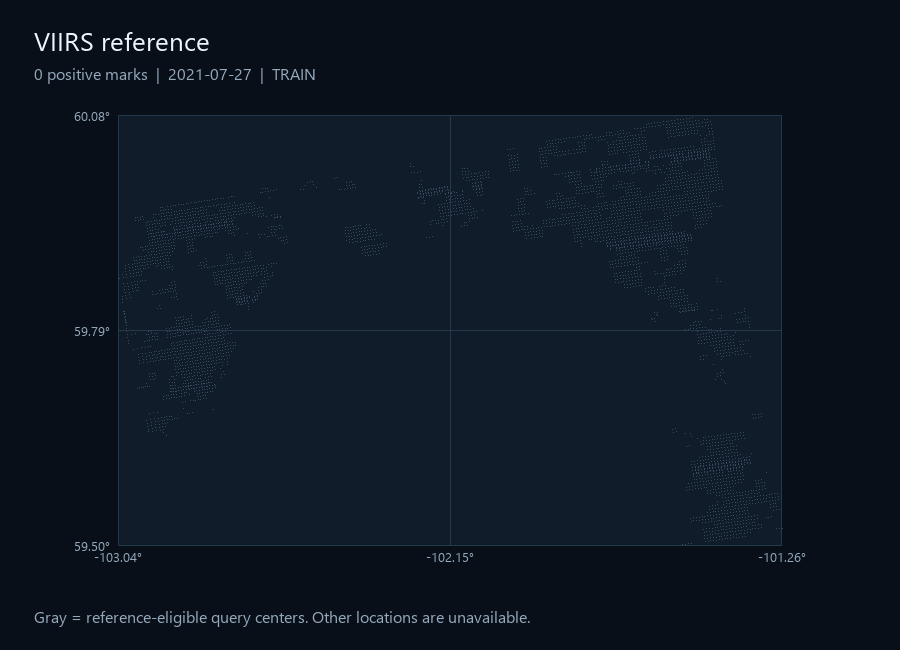 VIIRS reference
0 positive marks | 2021-07-27 | TRAIN
60.08°
59.79°
59.50°
-103.04°
-102.15°
-101.26°
Gray = reference-eligible query centers. Other locations are unavailable.